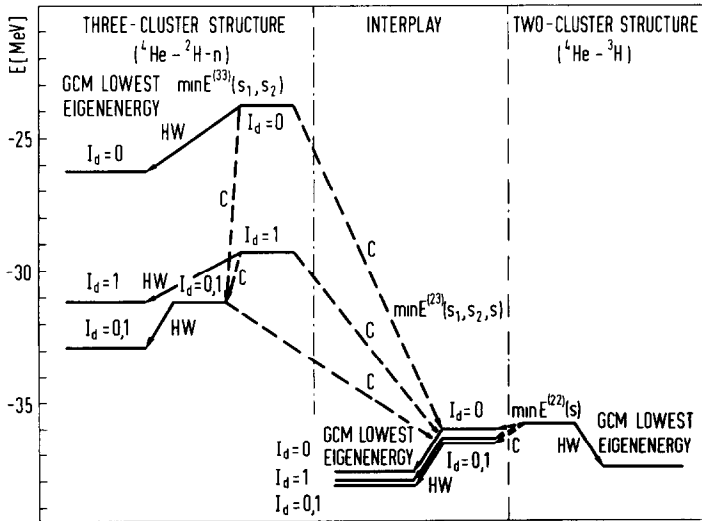 THREE-CLUSTER STRUCTURE
(⁴He – ²H-n)
INTERPLAY
TWO-CLUSTER STRUCTURE
(⁴He – ³H)
E[MeV]
-25
-30
-35
GCM LOWEST
EIGENENERGY
minE⁽³³⁾(s₁,s₂)
I_d=0
HW
I_d=0
C
C
I_d=1
I_d=1
HW
I_d=0,1
C
I_d=0,1
HW
C
C
minE⁽²³⁾(s₁,s₂,s)
I_d=0
minE⁽²²⁾(s)
GCM LOWEST
EIGENENERGY
I_d=0
I_d=1
I_d=0,1
HW
I_d=0,1
C
HW
GCM LOWEST
EIGENENERGY